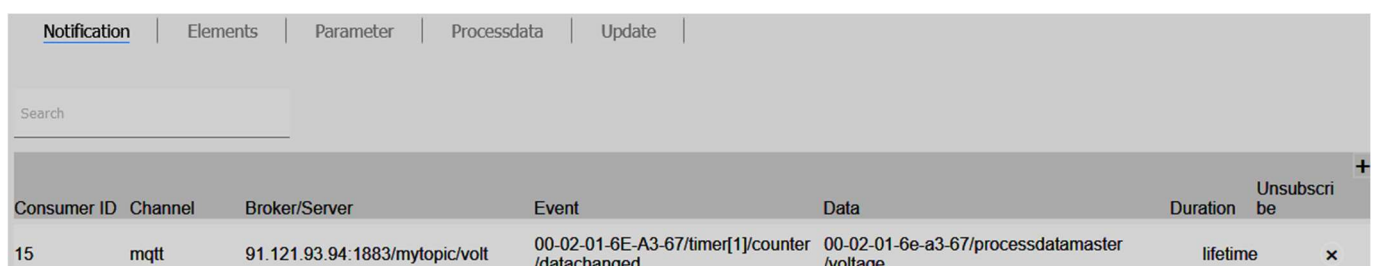 Notification | Elements | Parameter | Processdata | Update |
Search
+
Consumer ID Channel Broker/Server Event Data Duration Unsubscri
be
15 mqtt 91.121.93.94:1883/mytopic/volt 00-02-01-6E-A3-67/timer[1]/counter 00-02-01-6e-a3-67/processdatamaster lifetime ×
/datachanged /voltage